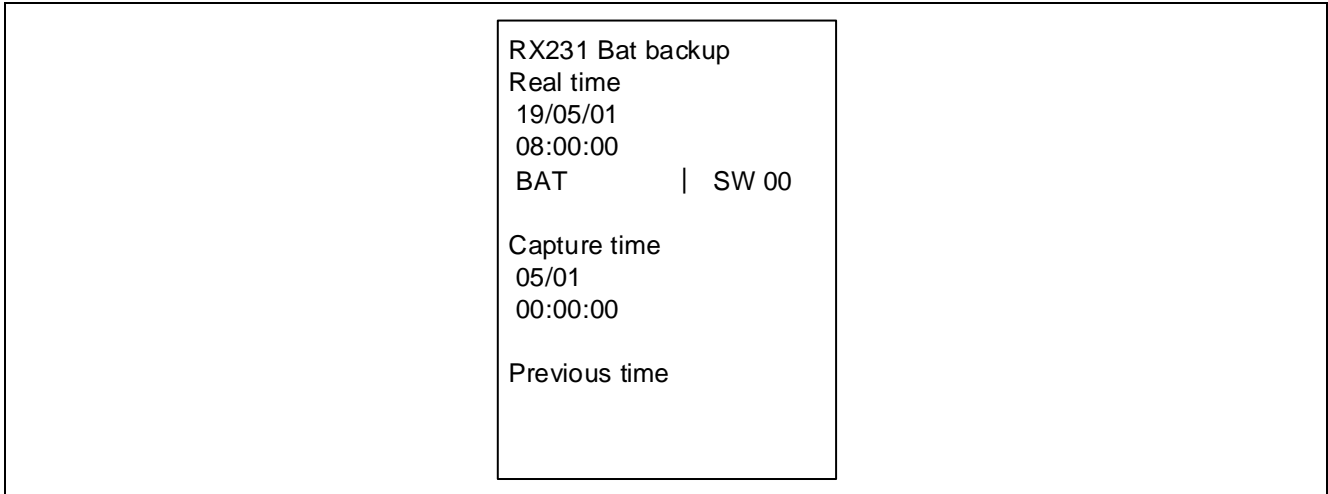 RX231 Bat backup
Real time
19/05/01
08:00:00
BAT | SW 00
Capture time
05/01
00:00:00
Previous time